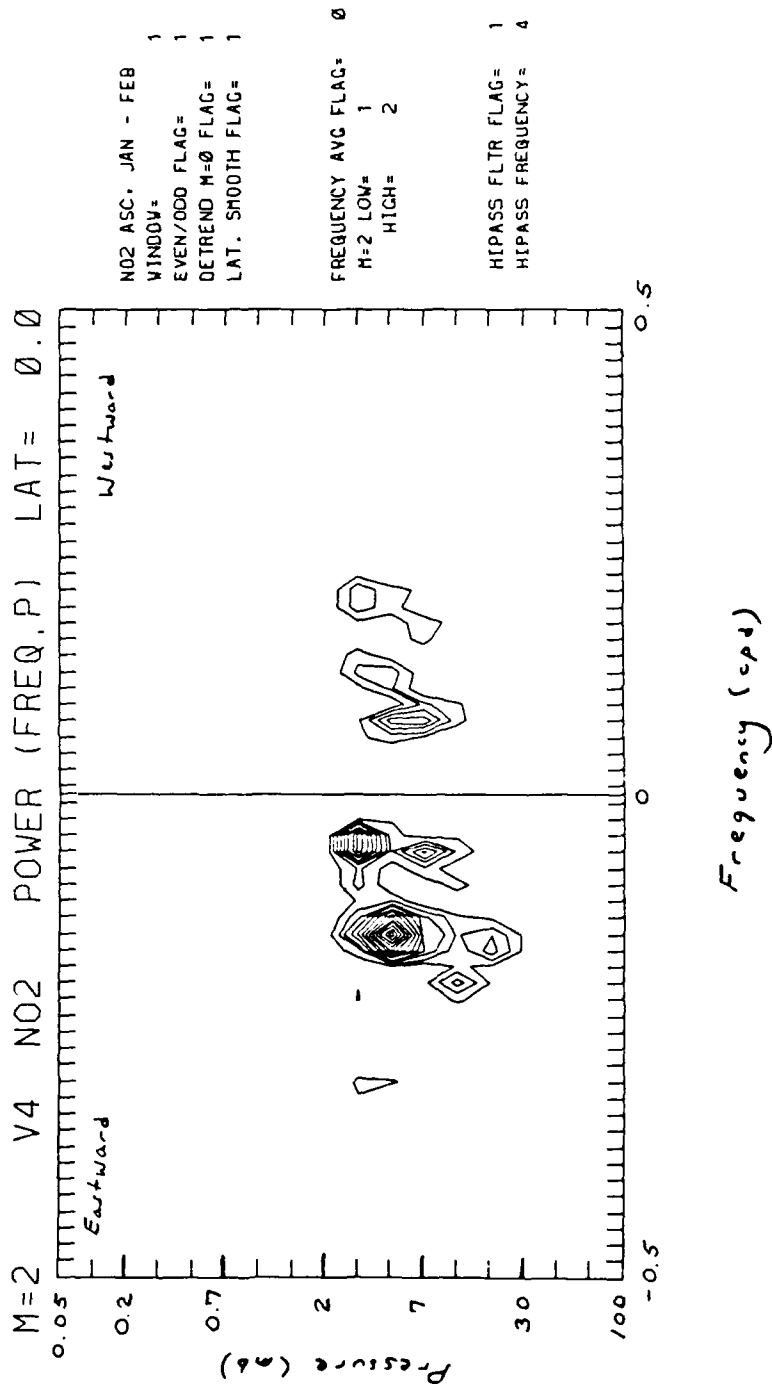 M=2 V4 NO2 POWER (FREQ,P) LAT= 0.0
Eastward
Westward
0.05
0.2
0.7
2
7
30
100
Pressure (mb)
-0.5
0
0.5
Frequency (cpd)
NO2 ASC. JAN - FEB
WINDOW= 1
EVEN/ODD FLAG= 1
DETREND M=0 FLAG= 1
LAT. SMOOTH FLAG= 1
FREQUENCY AVG FLAG= 0
M=2 LOW= 1
HIGH= 2
HIPASS FLTR FLAG= 1
HIPASS FREQUENCY= 4